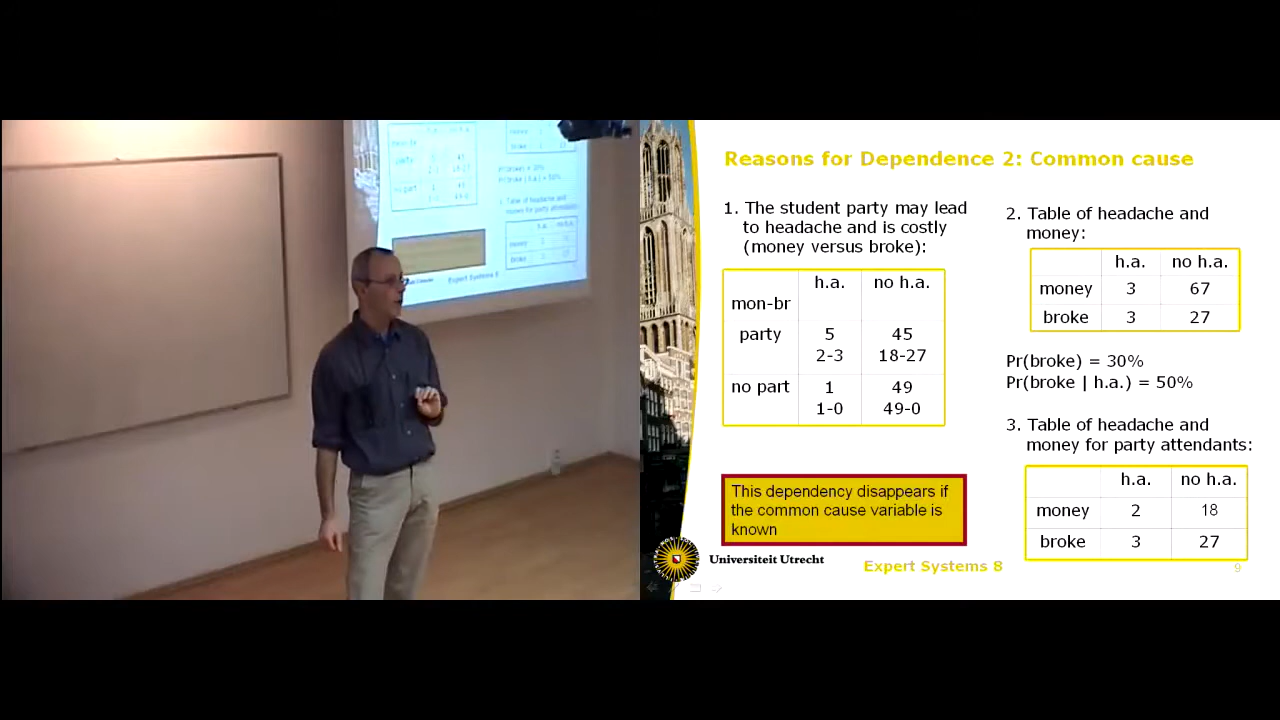 Reasons for Dependence 2: Common cause
1. The student party may lead
to headache and is costly
(money versus broke):
h.a. no h.a.
mon-br
party 5 45
2-3 18-27
no part 1 49
1-0 49-0
This dependency disappears if
the common cause variable is
known
2. Table of headache and
money:
h.a. no h.a.
money 3 67
broke 3 27
Pr(broke) = 30%
Pr(broke | h.a.) = 50%
3. Table of headache and
money for party attendants:
h.a. no h.a.
money 2 18
broke 3 27
Universiteit Utrecht
Expert Systems 8
9